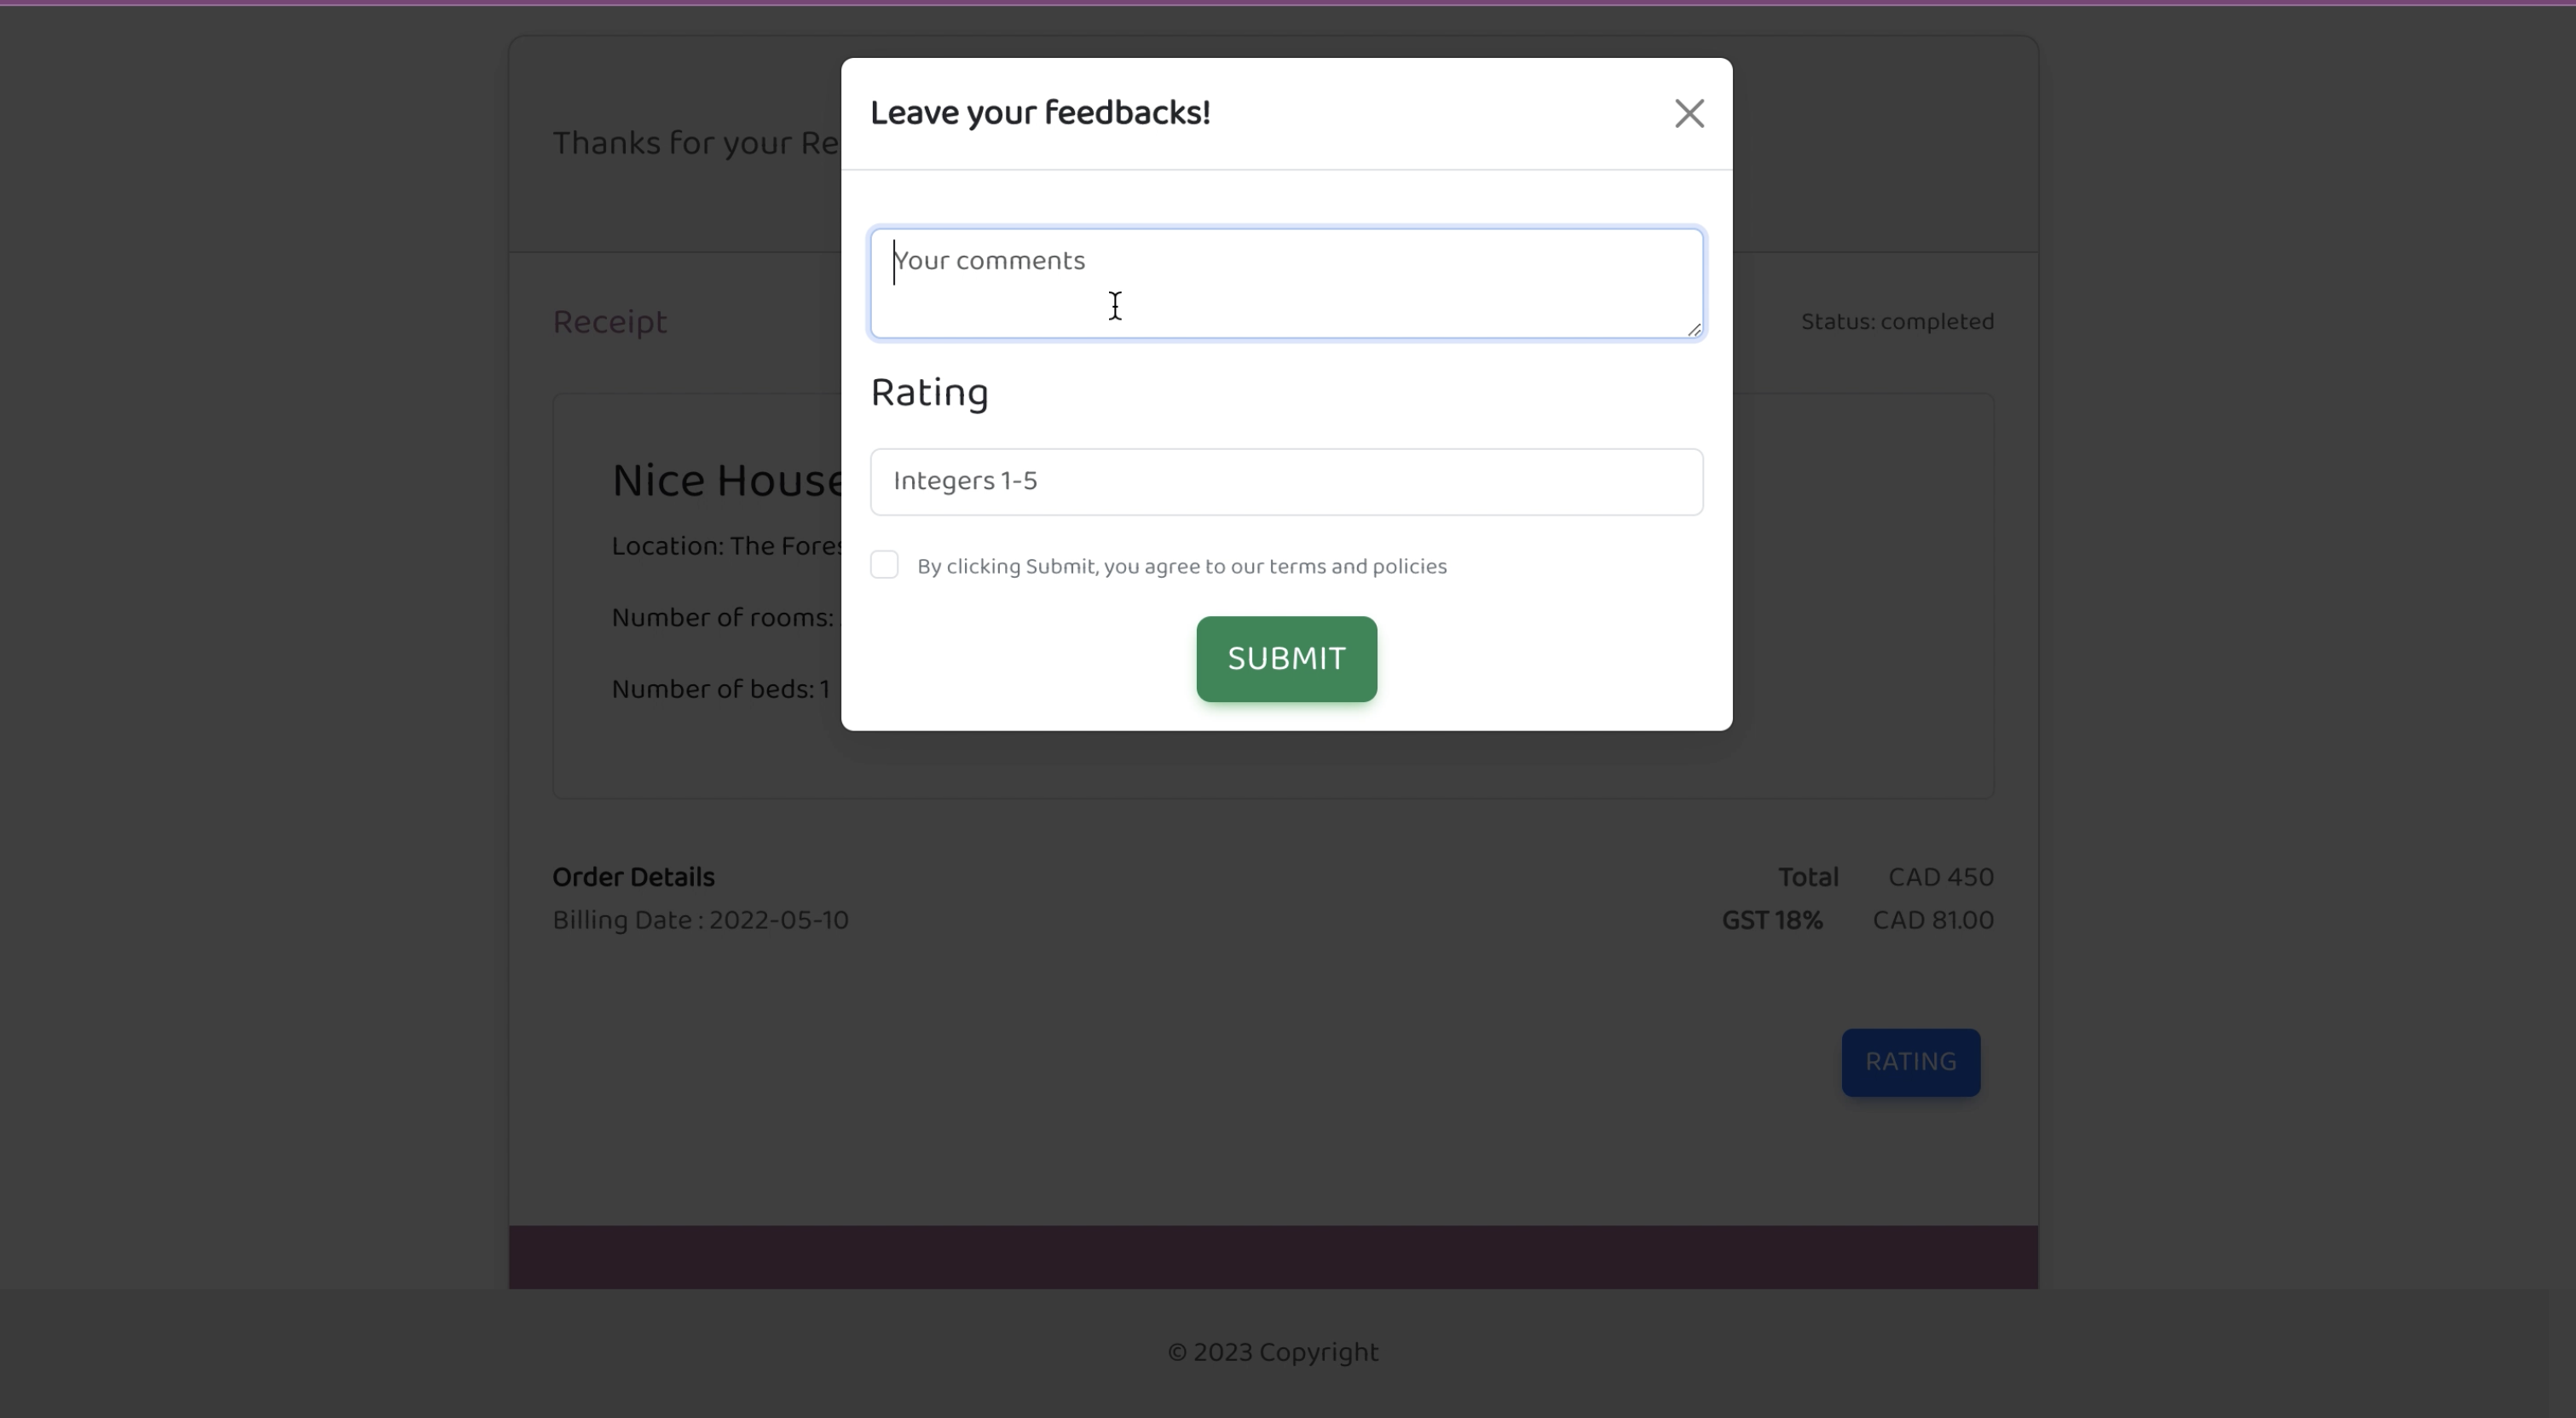 Leave your feedbacks!
Your comments
Rating
Integers 1-5
By clicking Submit, you agree to our terms and policies
SUBMIT
Thanks for your
Receipt
Status: completed
Nice House
Location: The
Number of rooms:
Number of beds: 1
Order Details
Total CAD 450
Billing Date : 2022-05-10
GST 18% CAD 81.00
RATING
© 2023 Copyright